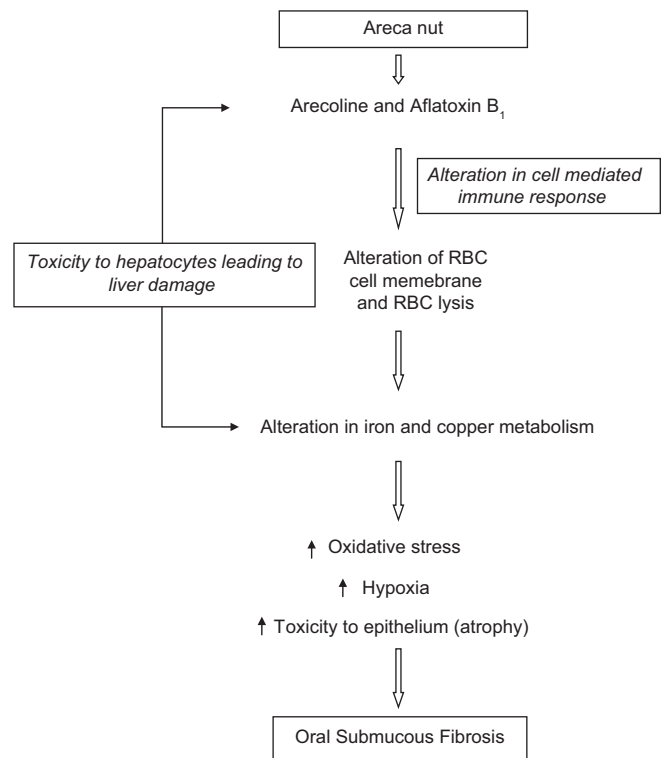 Areca nut
Arecoline and Aflatoxin B₁
Alteration in cell mediated
immune response
Toxicity to hepatocytes leading to
liver damage
Alteration of RBC
cell memebrane
and RBC lysis
Alteration in iron and copper metabolism
Oxidative stress
Hypoxia
Toxicity to epithelium (atrophy)
Oral Submucous Fibrosis